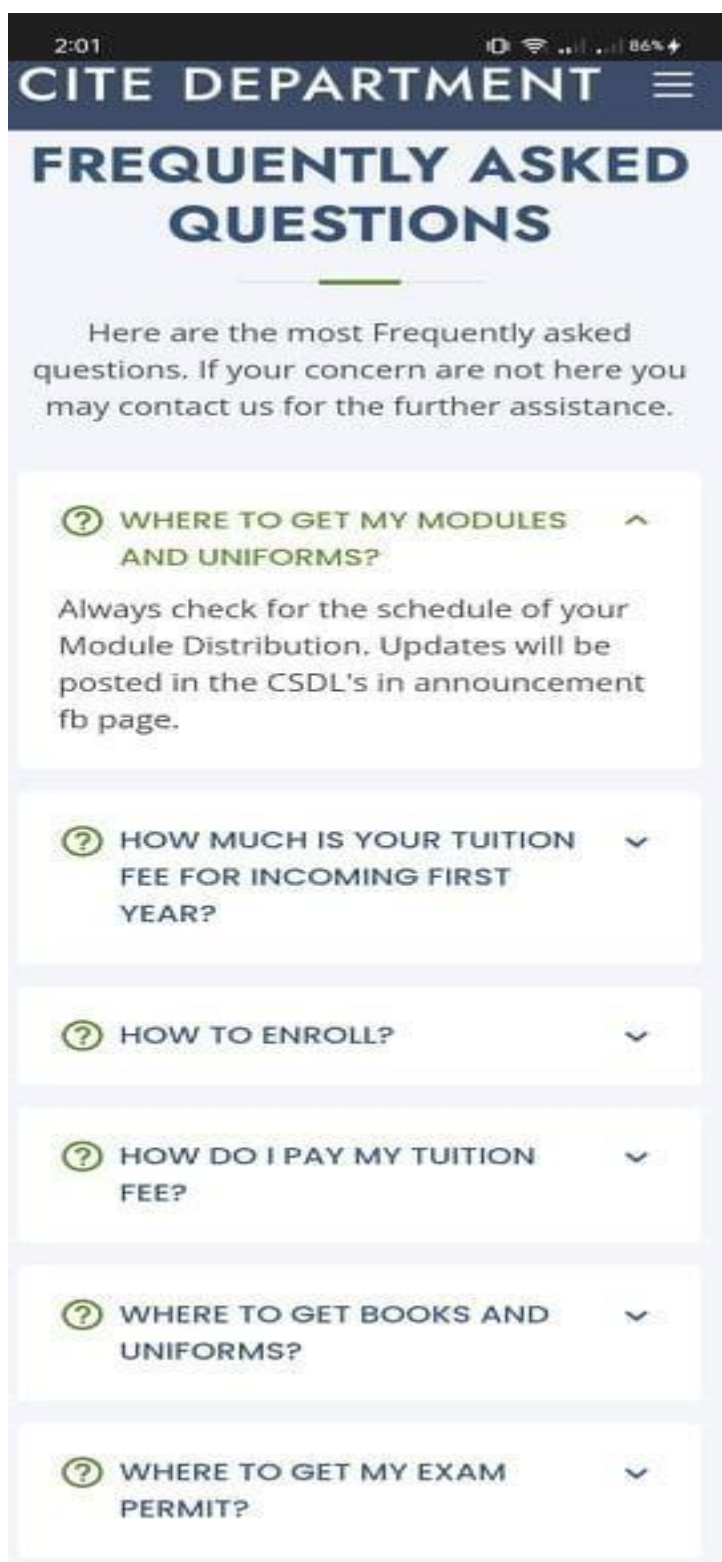 2:01
86%
CITE DEPARTMENT
FREQUENTLY ASKED
QUESTIONS
Here are the most Frequently asked
questions. If your concern are not here you
may contact us for the further assistance.
WHERE TO GET MY MODULES
AND UNIFORMS?
Always check for the schedule of your
Module Distribution. Updates will be
posted in the CSDL's in announcement
fb page.
HOW MUCH IS YOUR TUITION
FEE FOR INCOMING FIRST
YEAR?
HOW TO ENROLL?
HOW DO I PAY MY TUITION
FEE?
WHERE TO GET BOOKS AND
UNIFORMS?
WHERE TO GET MY EXAM
PERMIT?